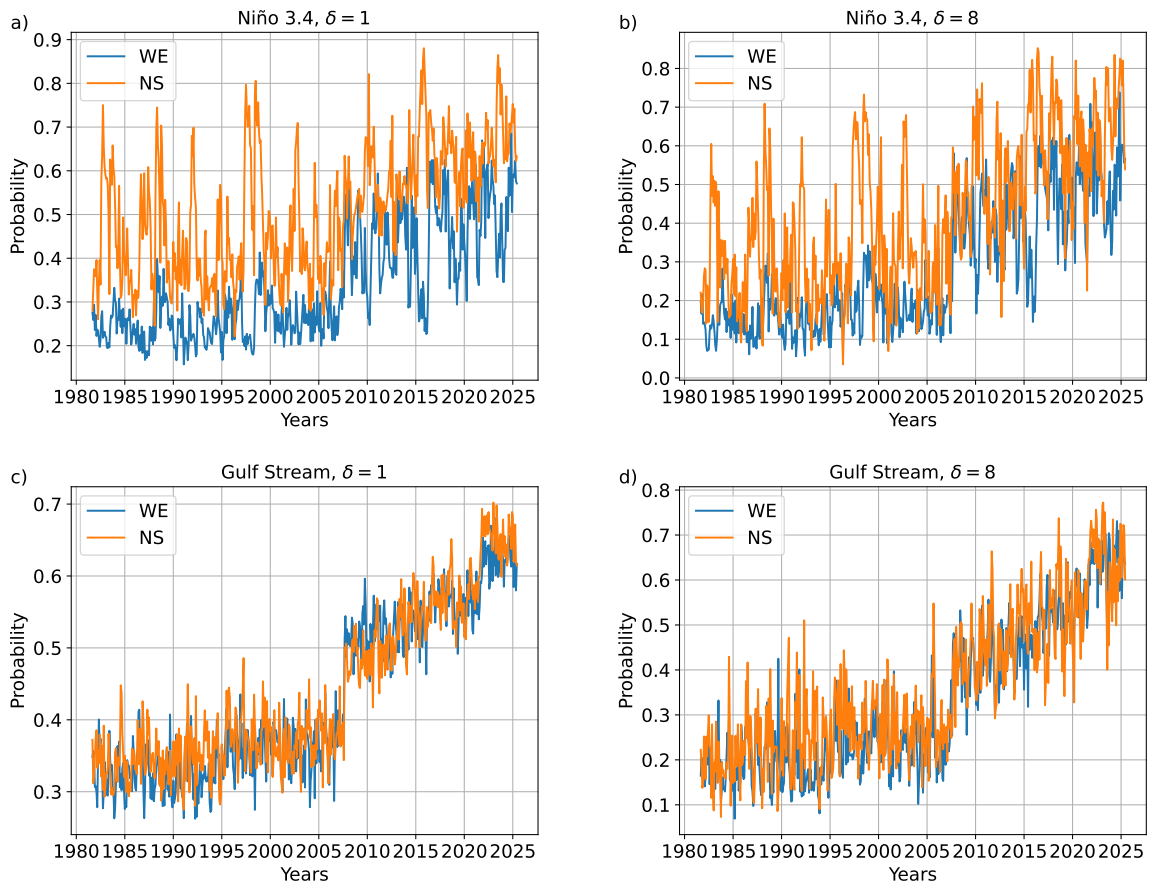 a)
Niño 3.4, δ = 1
WE
NS
0.9
0.8
0.7
0.6
0.5
0.4
0.3
0.2
Probability
1980 1985 1990 1995 2000 2005 2010 2015 2020 2025
Years
b)
Niño 3.4, δ = 8
WE
NS
0.8
0.7
0.6
0.5
0.4
0.3
0.2
0.1
0.0
Probability
1980 1985 1990 1995 2000 2005 2010 2015 2020 2025
Years
c)
Gulf Stream, δ = 1
WE
NS
0.7
0.6
0.5
0.4
0.3
Probability
1980 1985 1990 1995 2000 2005 2010 2015 2020 2025
Years
d)
Gulf Stream, δ = 8
WE
NS
0.8
0.7
0.6
0.5
0.4
0.3
0.2
0.1
Probability
1980 1985 1990 1995 2000 2005 2010 2015 2020 2025
Years